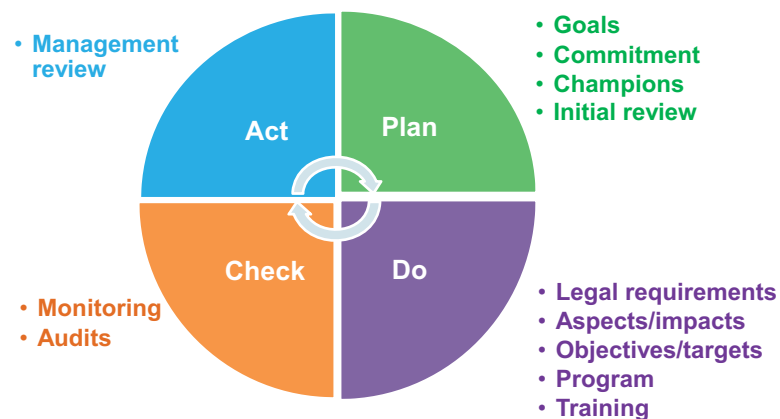 • Management
review
Act
Plan
• Goals
• Commitment
• Champions
• Initial review
Check
Do
• Monitoring
• Audits
• Legal requirements
• Aspects/impacts
• Objectives/targets
• Program
• Training